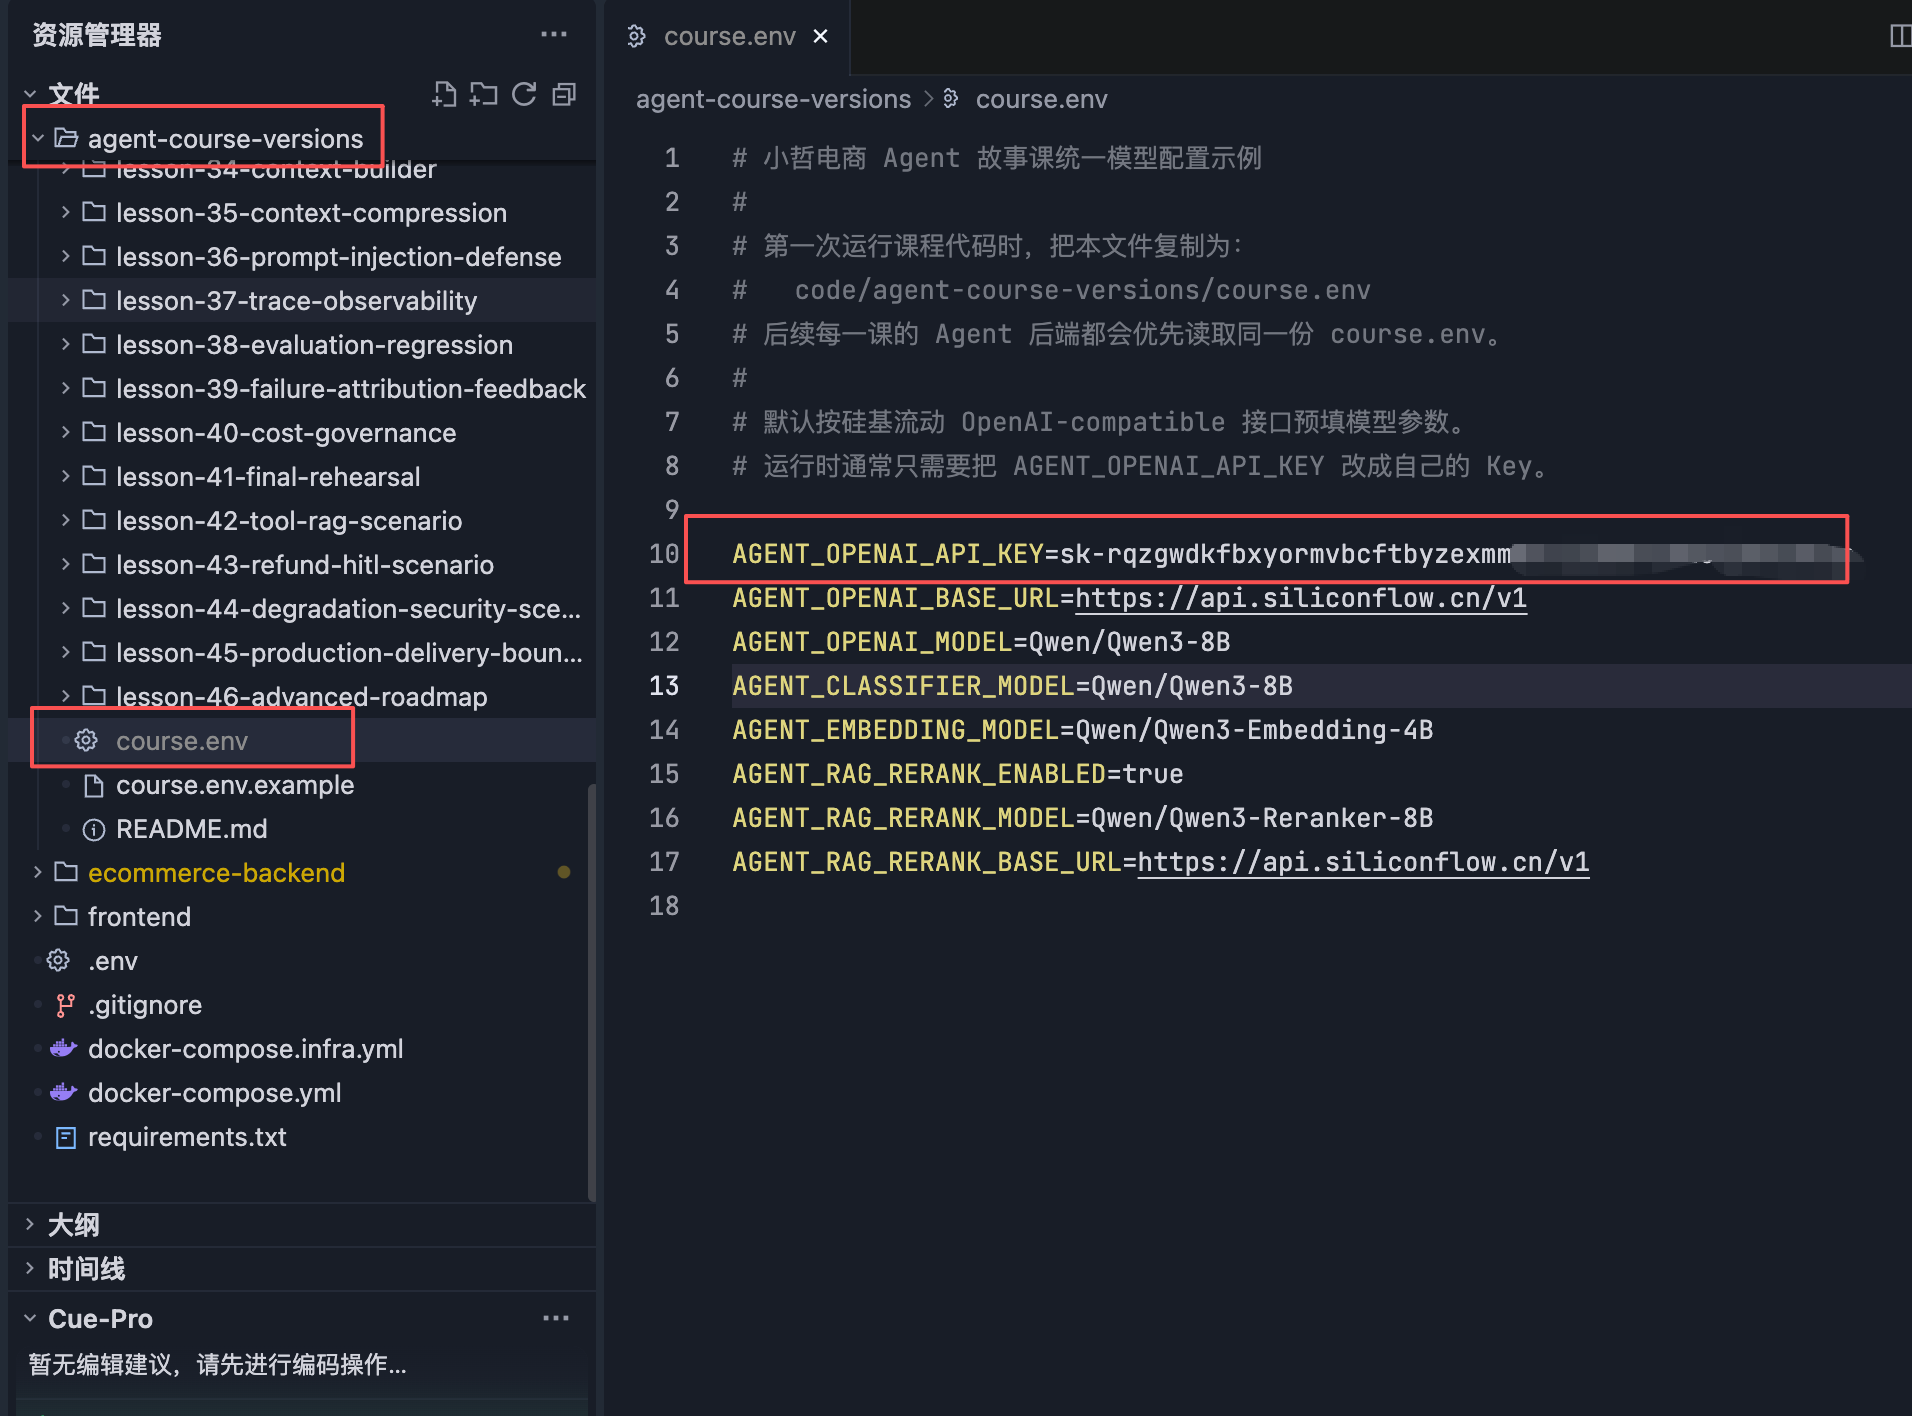 资源管理器
文件
agent-course-versions
lesson-34-context-builder
lesson-35-context-compression
lesson-36-prompt-injection-defense
lesson-37-trace-observability
lesson-38-evaluation-regression
lesson-39-failure-attribution-feedback
lesson-40-cost-governance
lesson-41-final-rehearsal
lesson-42-tool-rag-scenario
lesson-43-refund-hitl-scenario
lesson-44-degradation-security-sce...
lesson-45-production-delivery-boun...
lesson-46-advanced-roadmap
course.env
course.env.example
README.md
ecommerce-backend
frontend
.env
.gitignore
docker-compose.infra.yml
docker-compose.yml
requirements.txt
大纲
时间线
Cue-Pro
暂无编辑建议，请先进行编码操作...
course.env
agent-course-versions > course.env
1 # 小哲电商 Agent 故事课统一模型配置示例
2 #
3 # 第一次运行课程代码时，把本文件复制为：
4 #   code/agent-course-versions/course.env
5 # 后续每一课的 Agent 后端都会优先读取同一份 course.env。
6 #
7 # 默认按硅基流动 OpenAI-compatible 接口预填模型参数。
8 # 运行时通常只需要把 AGENT_OPENAI_API_KEY 改成自己的 Key。
9
10 AGENT_OPENAI_API_KEY=sk-rqzgwdkfbxyormvbcftbyzexmm
11 AGENT_OPENAI_BASE_URL=https://api.siliconflow.cn/v1
12 AGENT_OPENAI_MODEL=Qwen/Qwen3-8B
13 AGENT_CLASSIFIER_MODEL=Qwen/Qwen3-8B
14 AGENT_EMBEDDING_MODEL=Qwen/Qwen3-Embedding-4B
15 AGENT_RAG_RERANK_ENABLED=true
16 AGENT_RAG_RERANK_MODEL=Qwen/Qwen3-Reranker-8B
17 AGENT_RAG_RERANK_BASE_URL=https://api.siliconflow.cn/v1
18